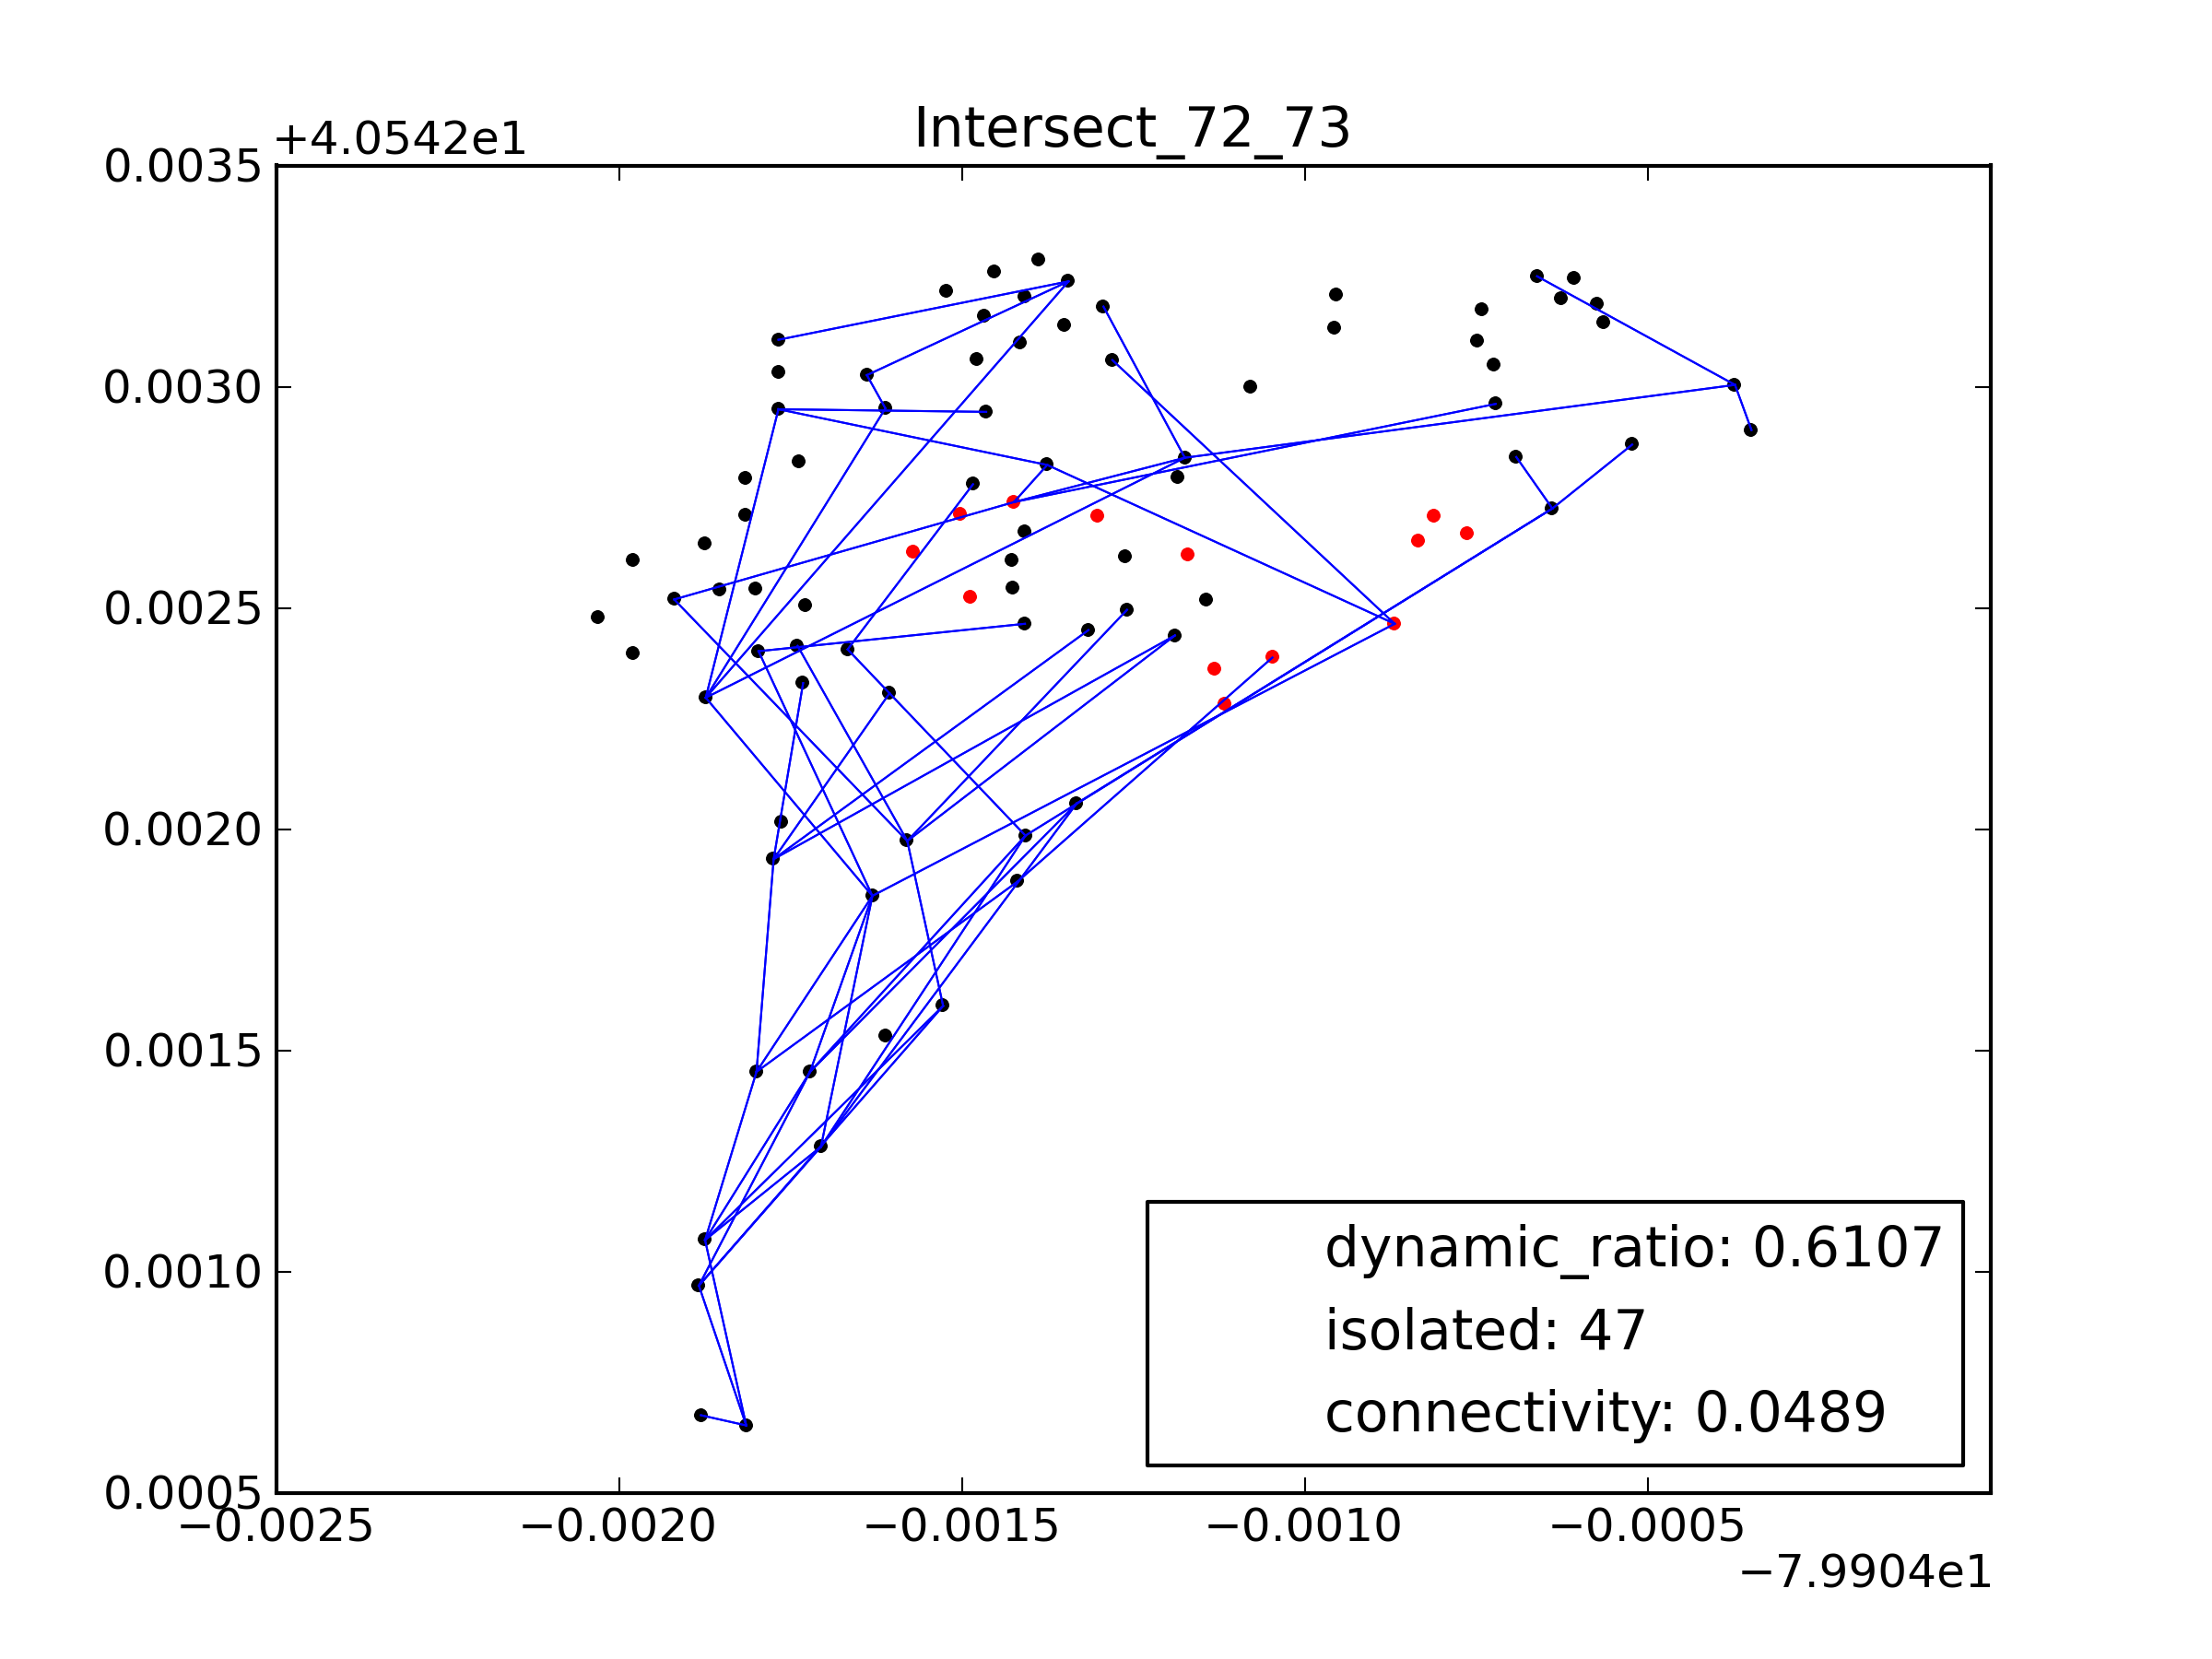 Intersect_72_73
+4.0542e1
0.0035
0.0030
0.0025
0.0020
0.0015
0.0010
0.0005
dynamic_ratio: 0.6107
isolated: 47
connectivity: 0.0489
−0.0025 −0.0020 −0.0015 −0.0010 −0.0005
−7.9904e1